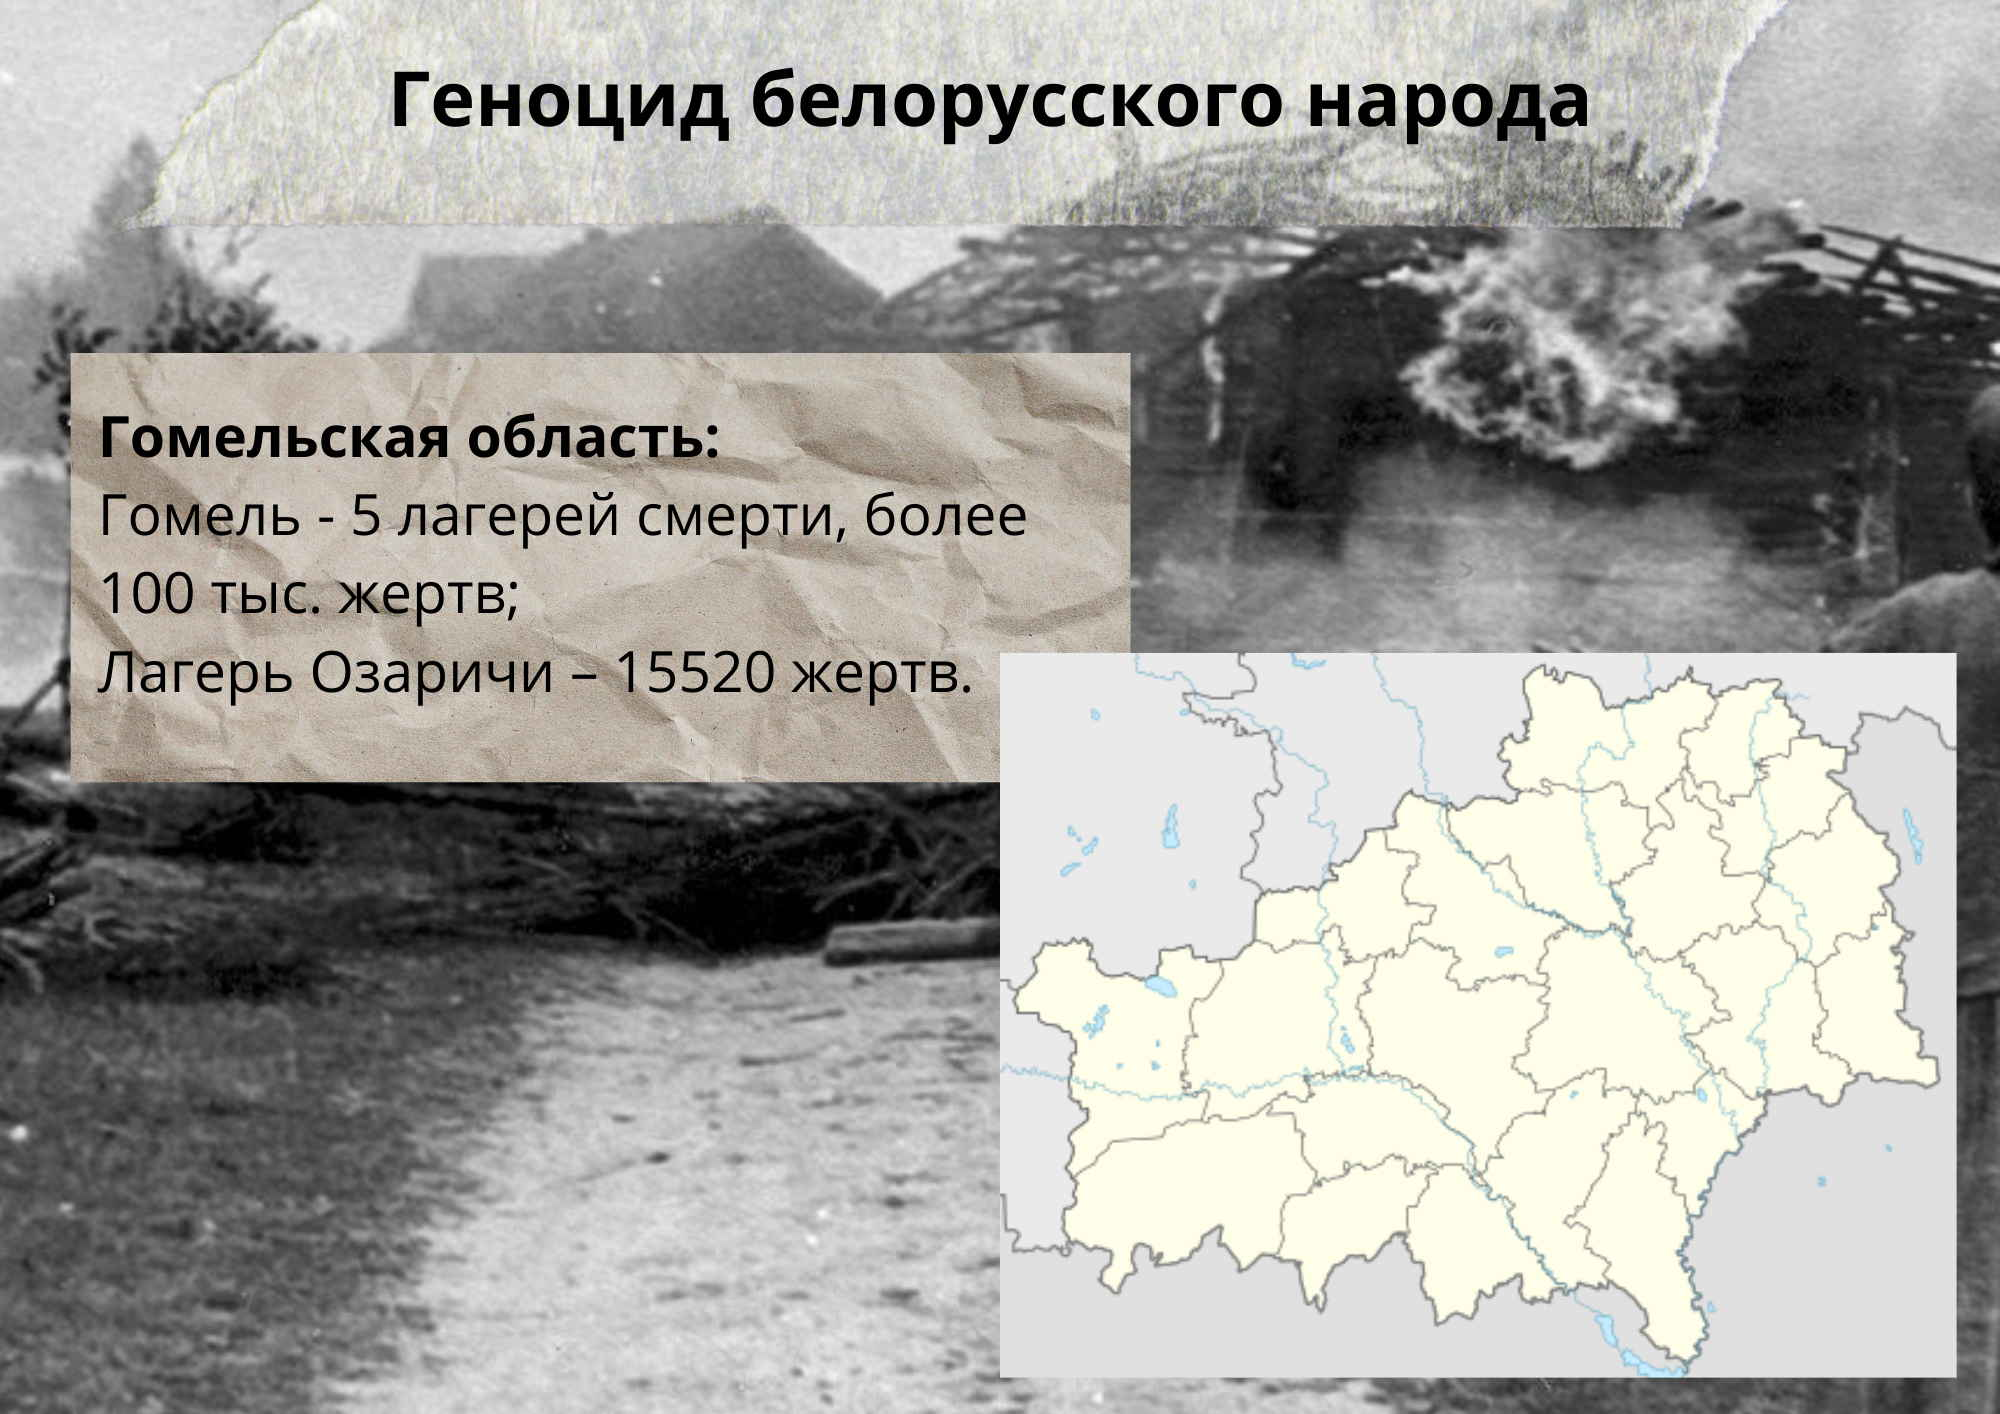 Геноцид белорусского народа
Гомельская область:
Гомель - 5 лагерей смерти, более
100 тыс. жертв;
Лагерь Озаричи – 15520 жертв.